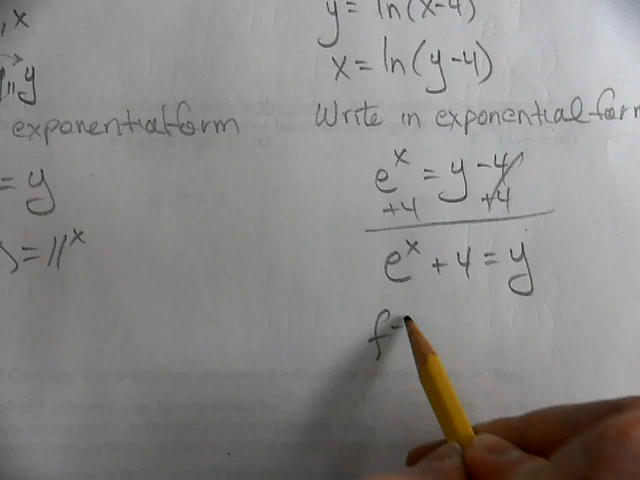 , x
y
exponential form
= y
) = 11^x
y = ln(x-4)
x = ln(y-4)
Write in exponential form
e^x = y - 4
+4 +4
e^x + 4 = y
f-